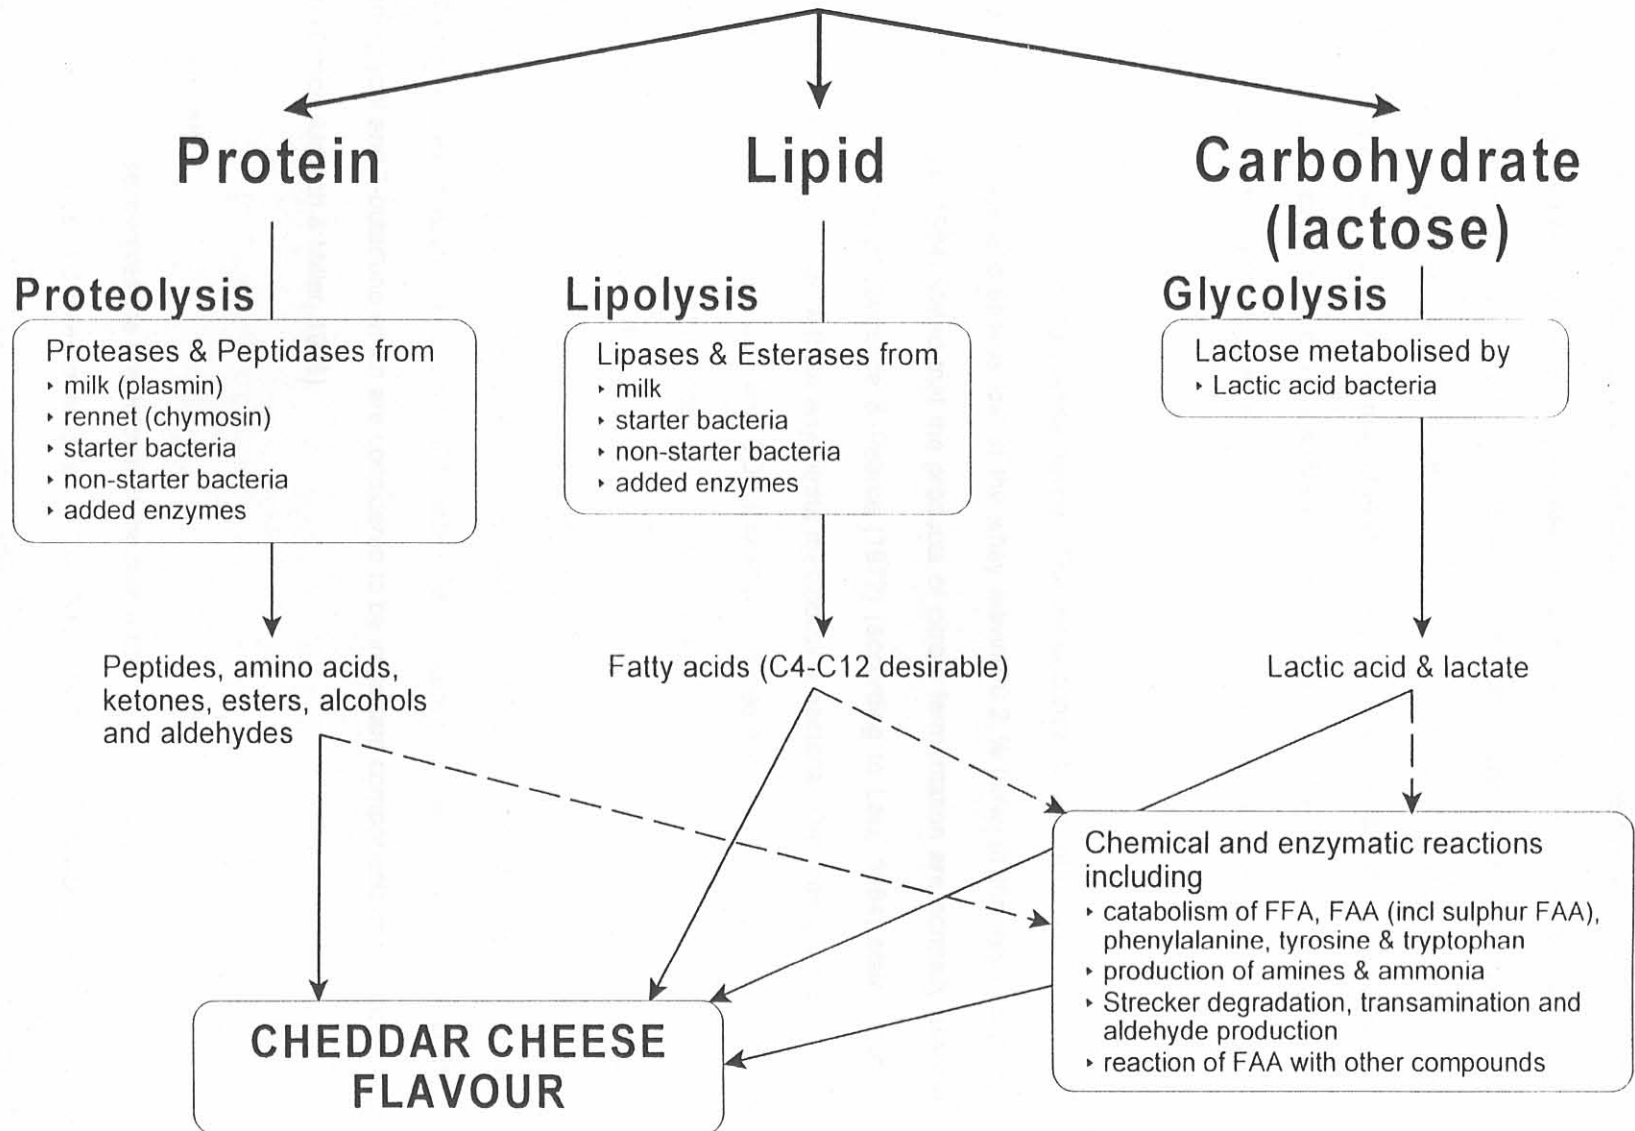 Protein
Lipid
Carbohydrate
(lactose)
Proteolysis
Proteases & Peptidases from
‣ milk (plasmin)
‣ rennet (chymosin)
‣ starter bacteria
‣ non-starter bacteria
‣ added enzymes
Lipolysis
Lipases & Esterases from
‣ milk
‣ starter bacteria
‣ non-starter bacteria
‣ added enzymes
Glycolysis
Lactose metabolised by
‣ Lactic acid bacteria
Peptides, amino acids,
ketones, esters, alcohols
and aldehydes
Fatty acids (C4-C12 desirable)
Lactic acid & lactate
Chemical and enzymatic reactions
including
‣ catabolism of FFA, FAA (incl sulphur FAA),
phenylalanine, tyrosine & tryptophan
‣ production of amines & ammonia
‣ Strecker degradation, transamination and
aldehyde production
‣ reaction of FAA with other compounds
CHEDDAR CHEESE
FLAVOUR